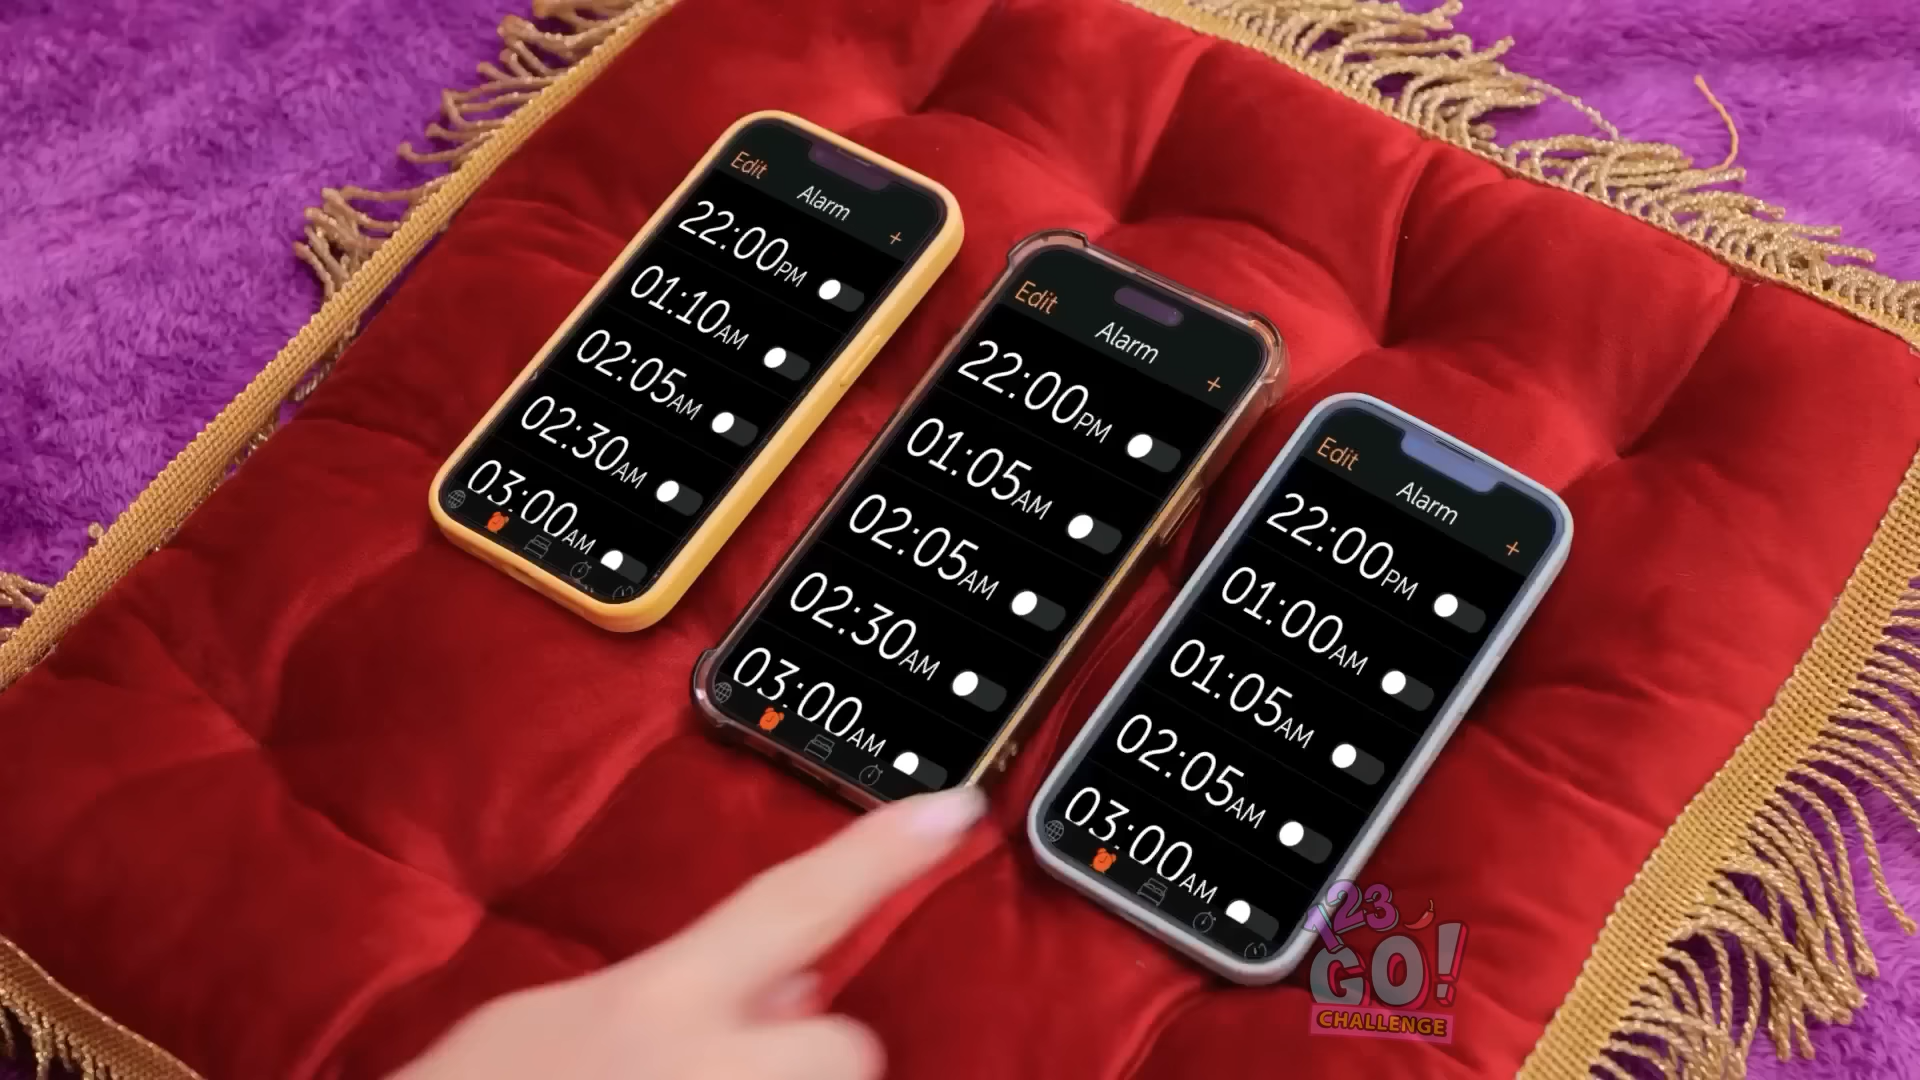 Edit
Alarm
+
22:00PM
01:10AM
02:05AM
02:30AM
03:00AM
Edit
Alarm
+
22:00PM
01:05AM
02:05AM
02:30AM
03:00AM
Edit
Alarm
+
22:00PM
01:00AM
01:05AM
02:05AM
03:00AM
123
GO!
CHALLENGE